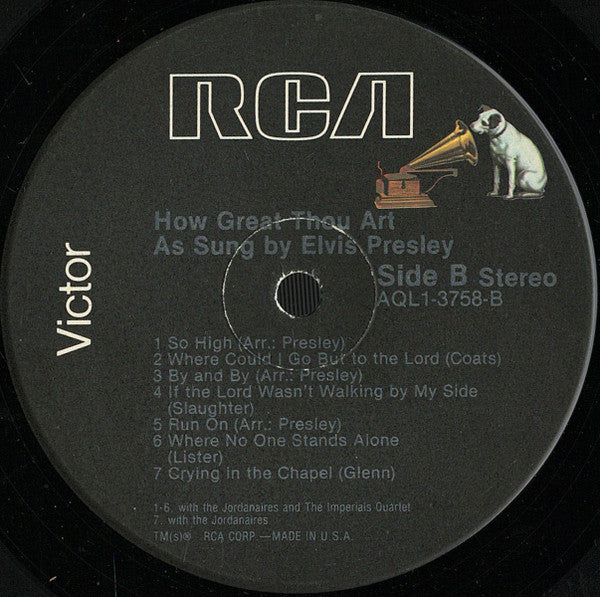 RCA
Victor
How Great Thou Art
As Sung by Elvis Presley
Side B Stereo
AQL1-3758-B
1 So High (Arr.: Presley)
2 Where Could I Go But to the Lord (Coats)
3 By and By (Arr.: Presley)
4 If the Lord Wasn't Walking by My Side
(Slaughter)
5 Run On (Arr.: Presley)
6 Where No One Stands Alone
(Lister)
7 Crying in the Chapel (Glenn)
1-6. with the Jordanaires and The Imperials Quartet
7. with the Jordanaires
TM(s)® RCA CORP—MADE IN U.S.A.